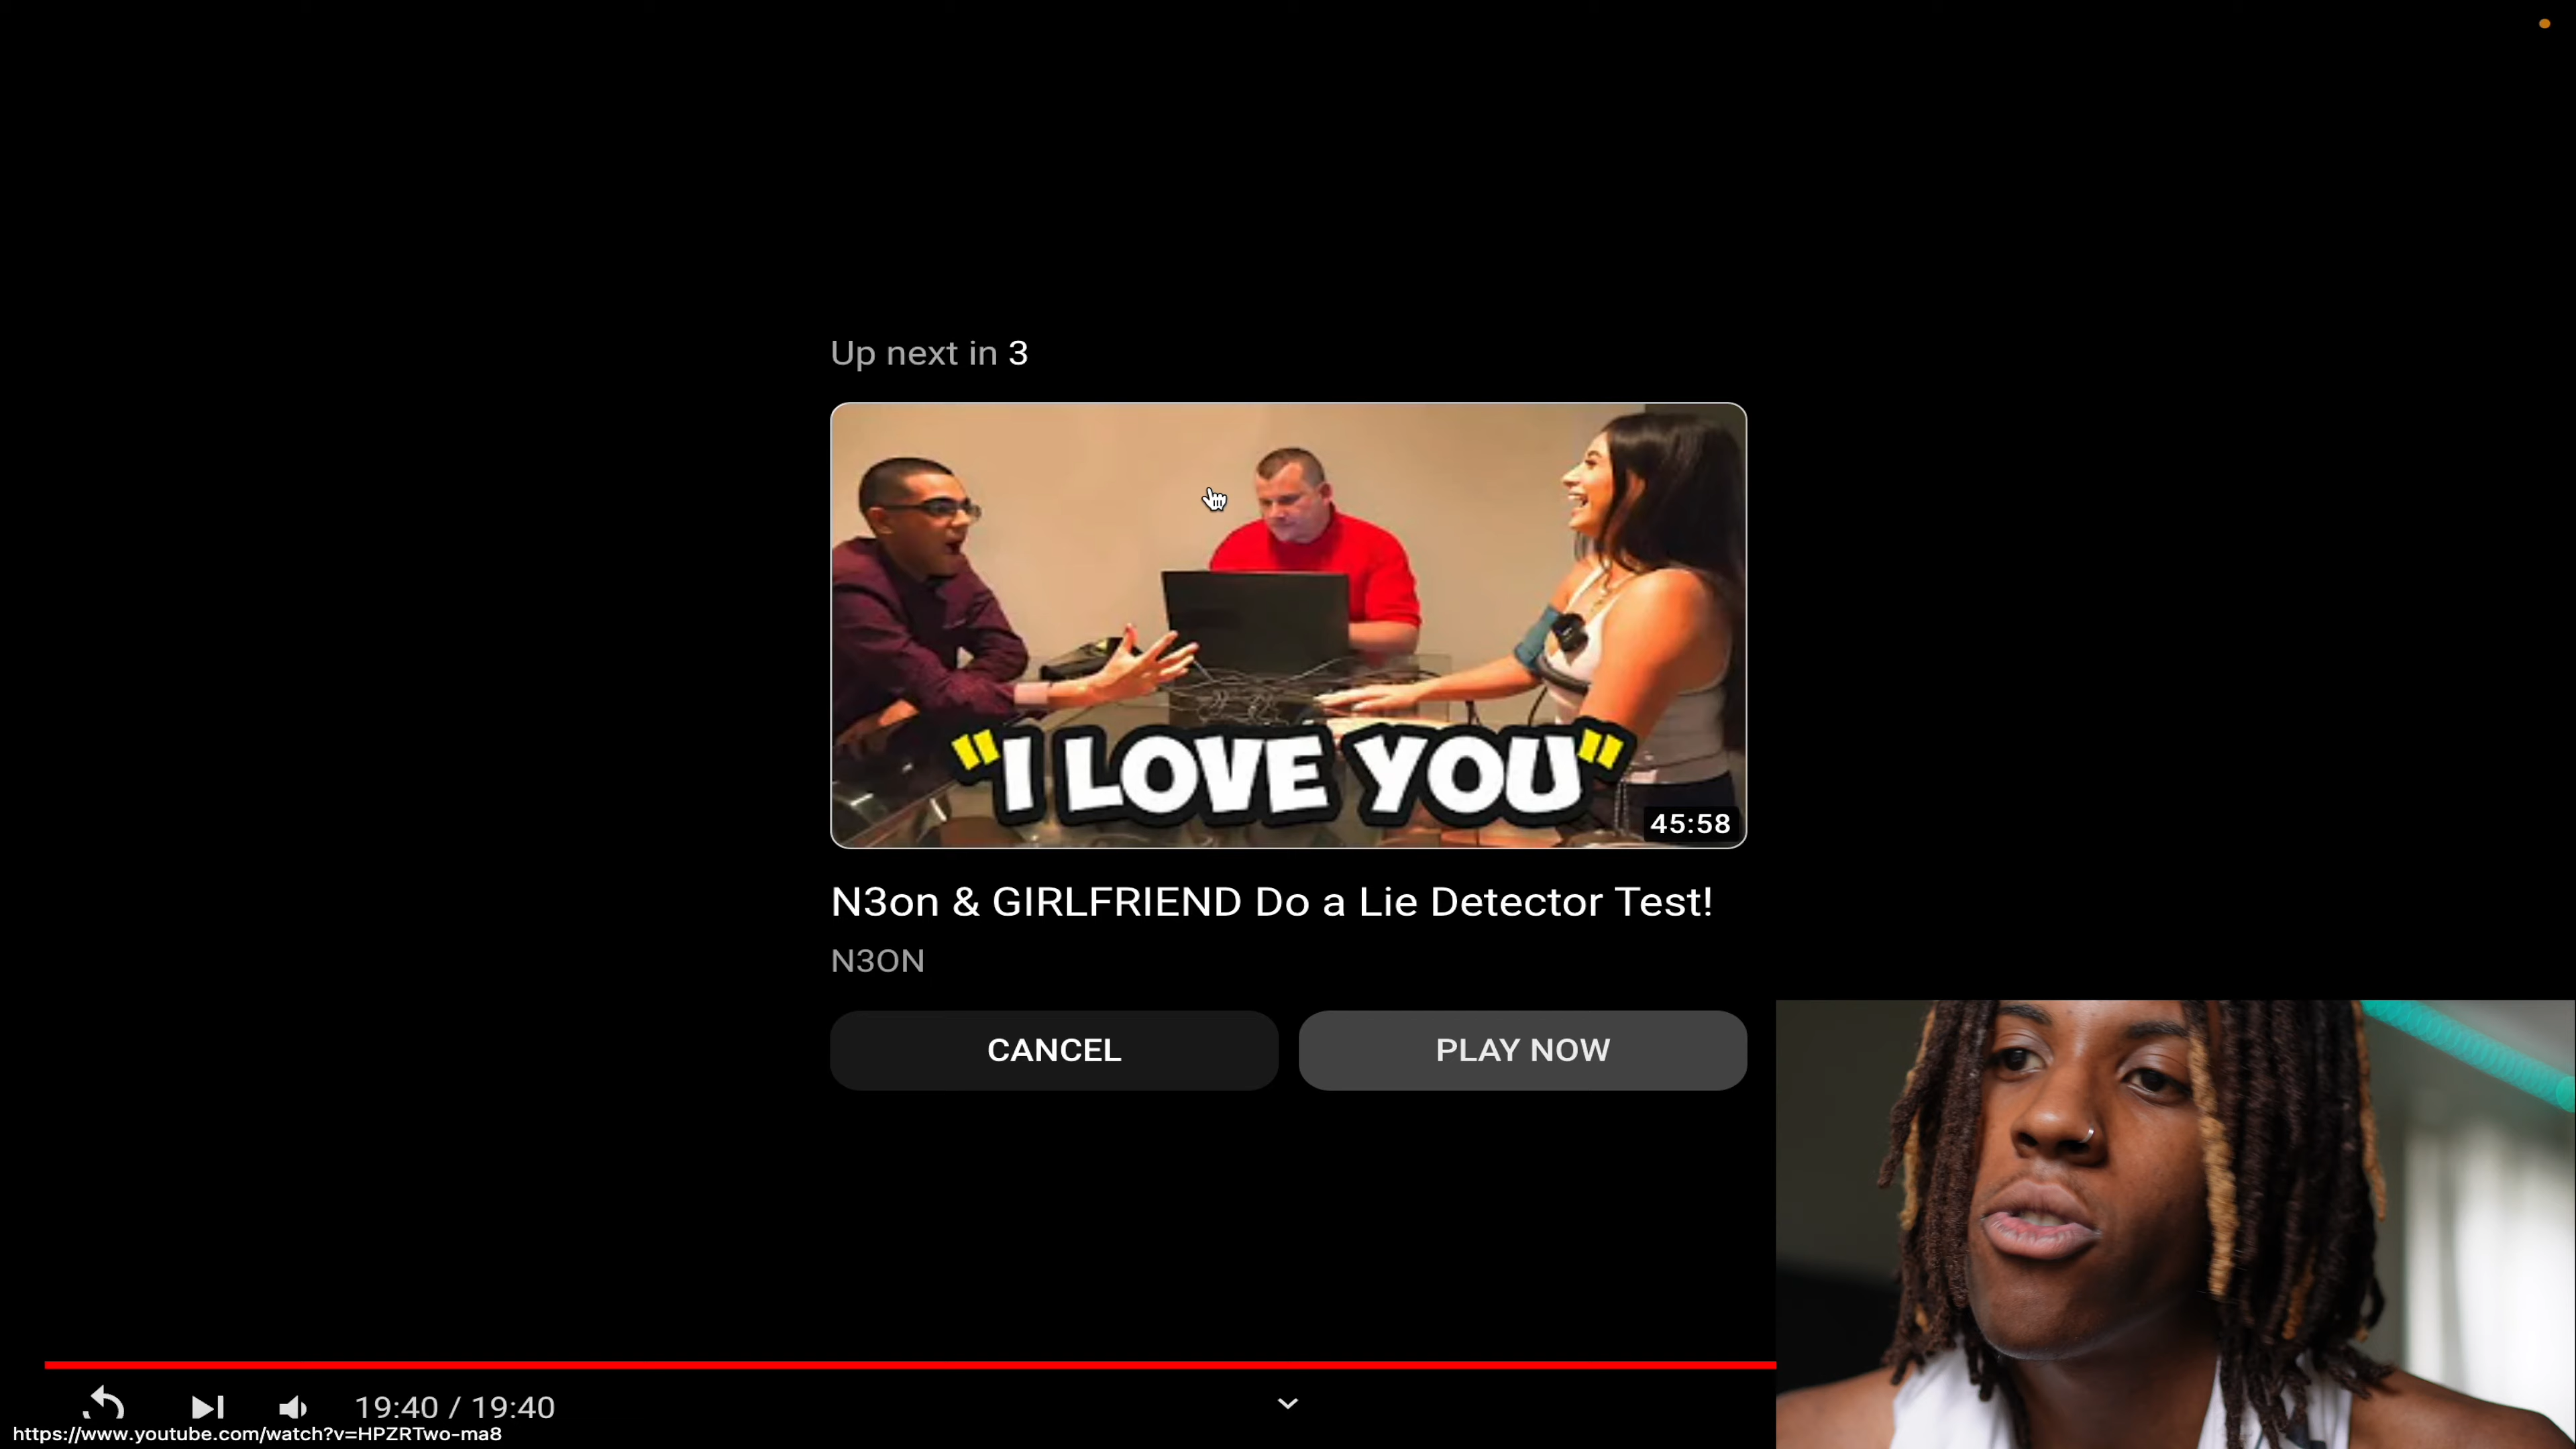 Up next in 3
"I LOVE YOU"
45:58
N3on & GIRLFRIEND Do a Lie Detector Test!
N3ON
CANCEL
PLAY NOW
19:40 / 19:40
https://www.youtube.com/watch?v=HPZRTwo-ma8